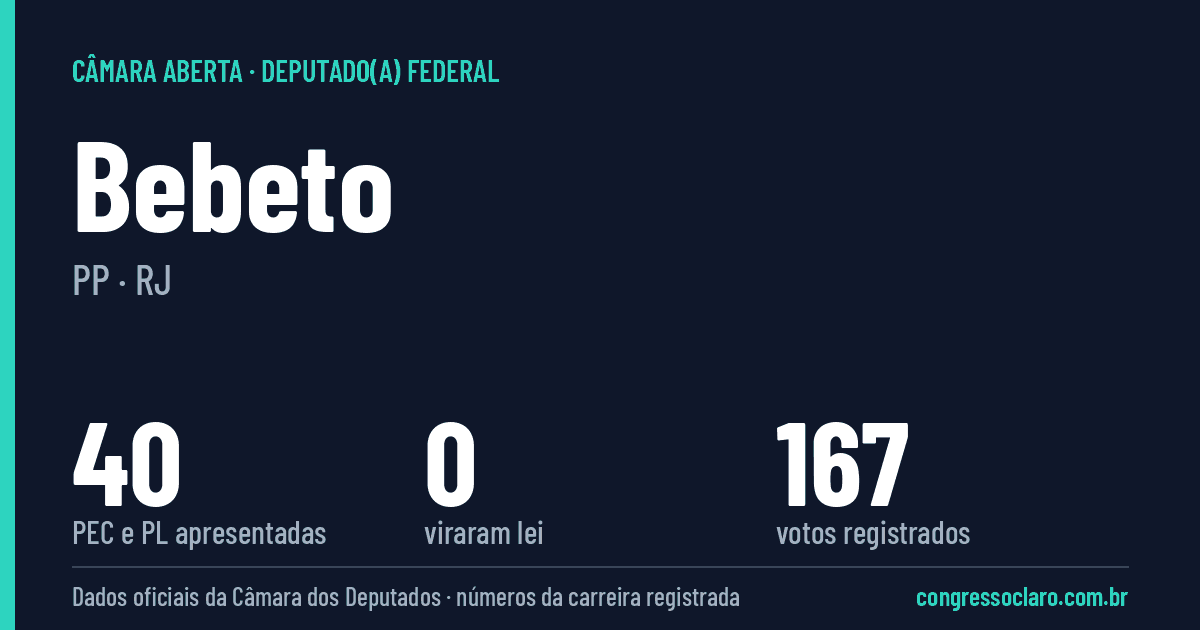 CÂMARA ABERTA · DEPUTADO(A) FEDERAL
Bebeto
PP · RJ
40 0 167
PEC e PL apresentadas viraram lei votos registrados
Dados oficiais da Câmara dos Deputados · números da carreira registrada congressoclaro.com.br